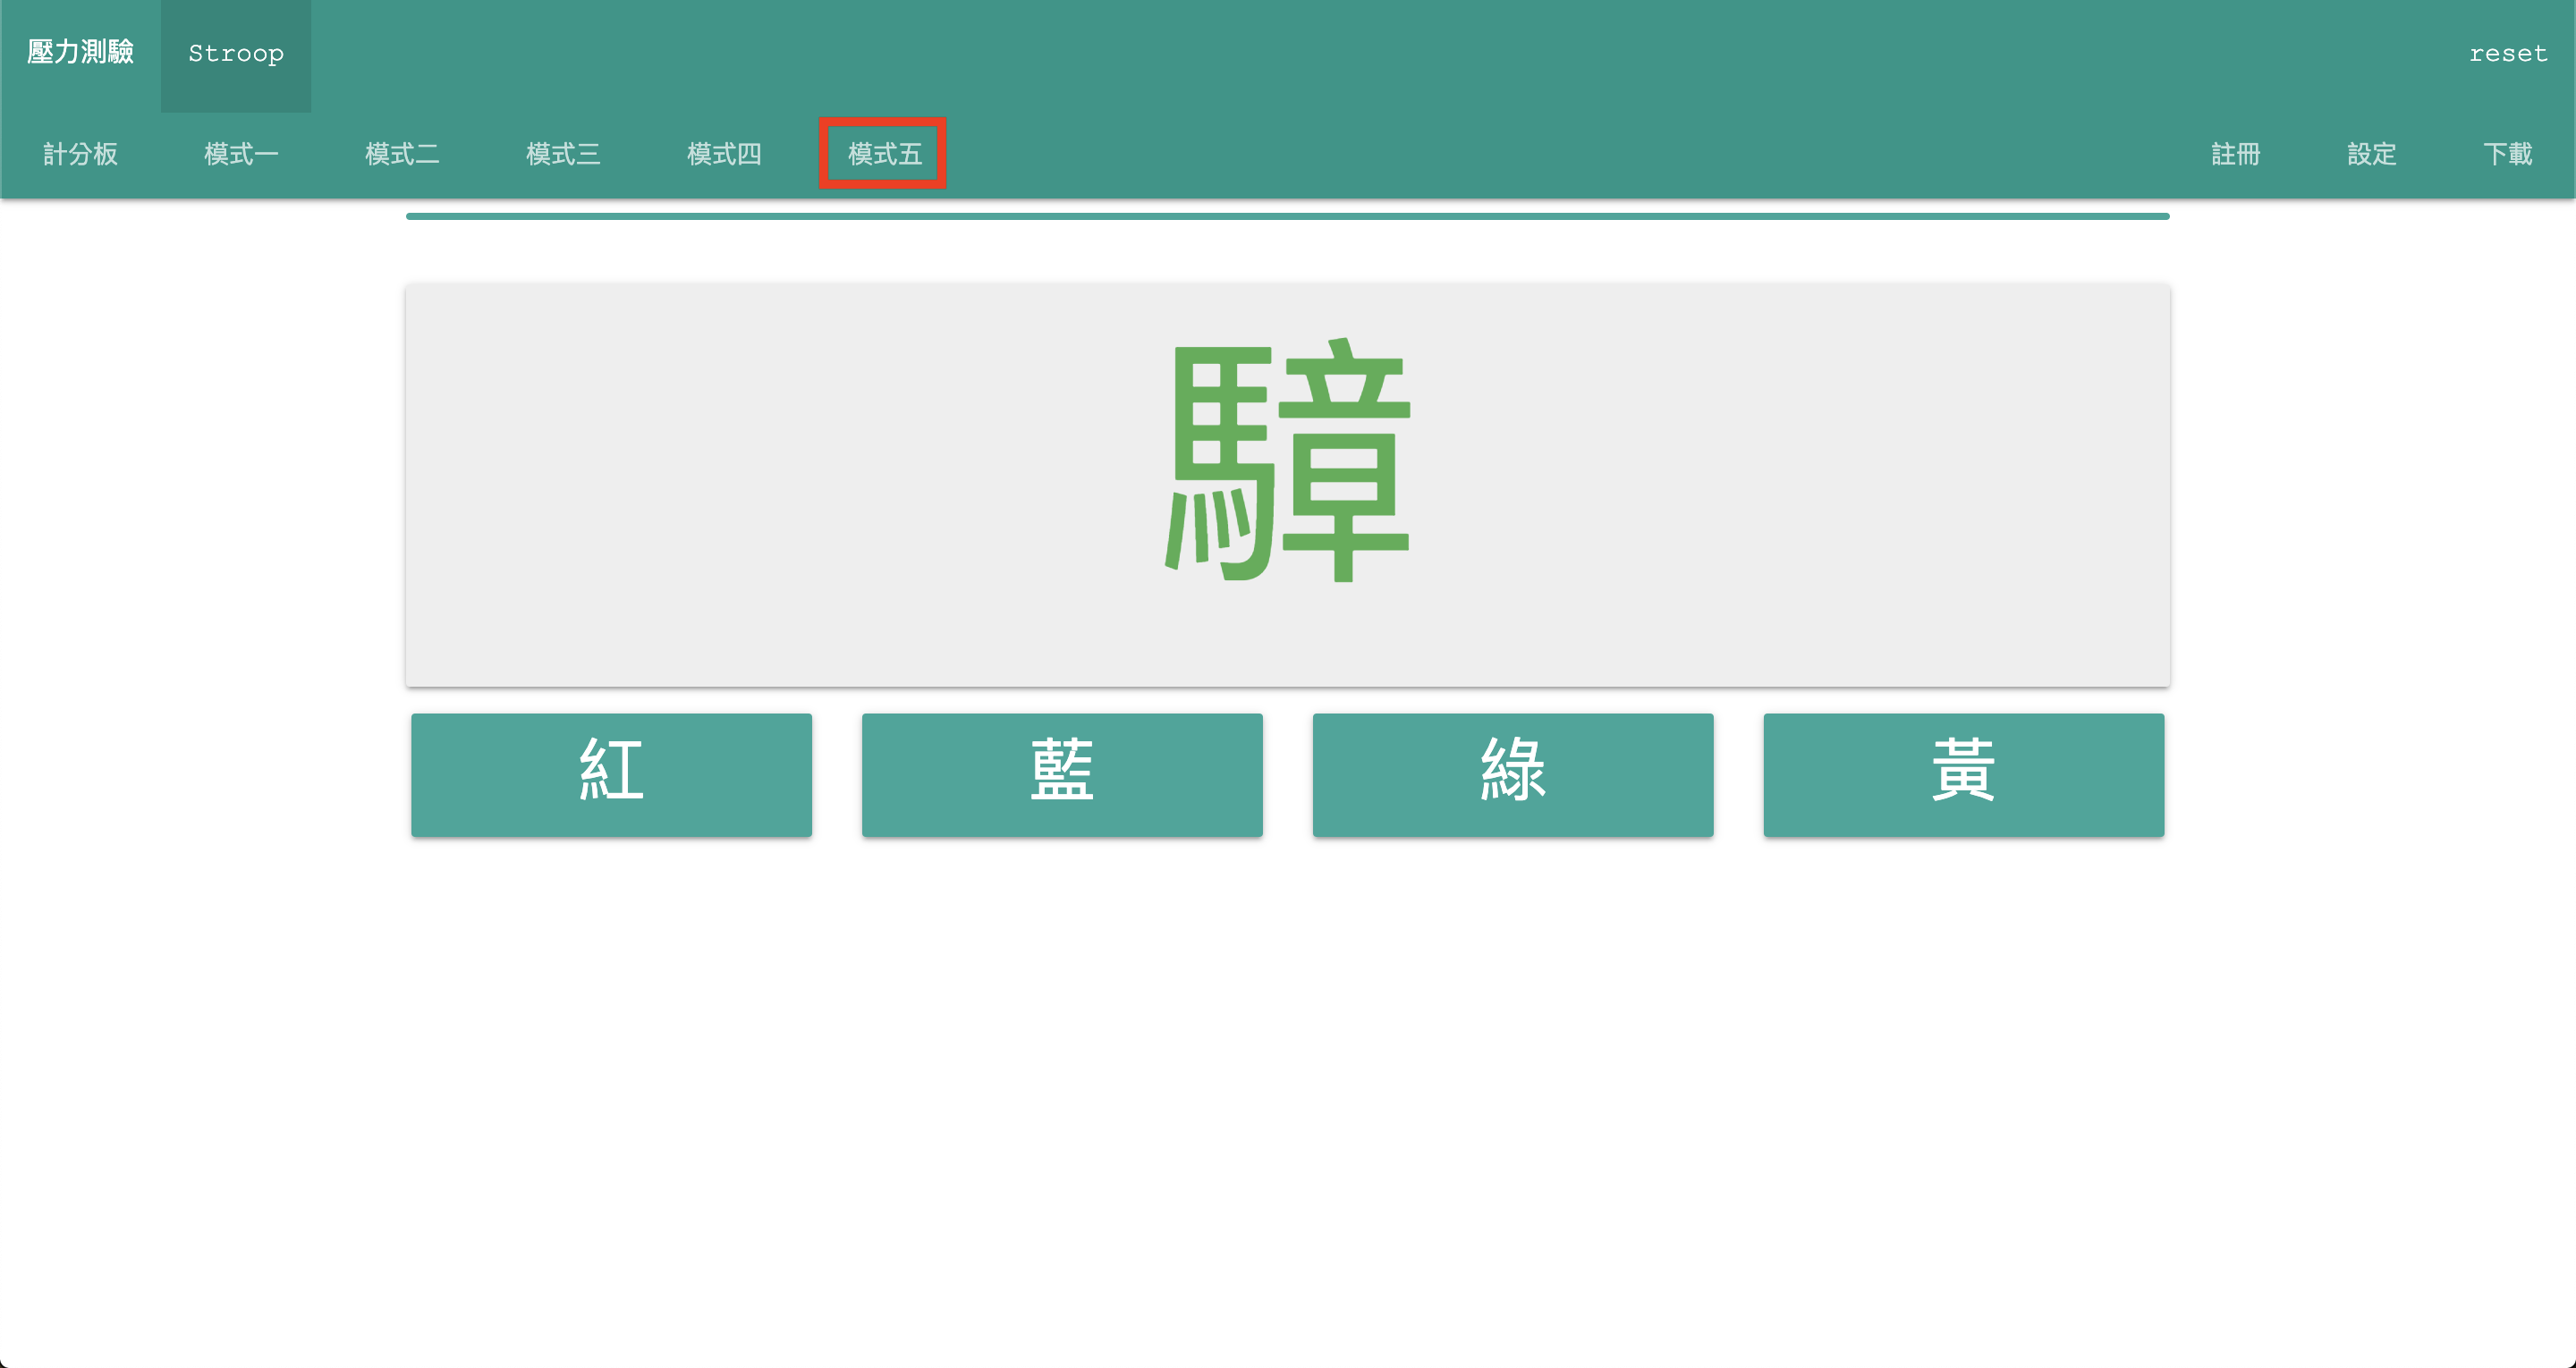 壓力測驗 Stroop reset
計分板 模式一 模式二 模式三 模式四 模式五 註冊 設定 下載
騿
紅 藍 綠 黃